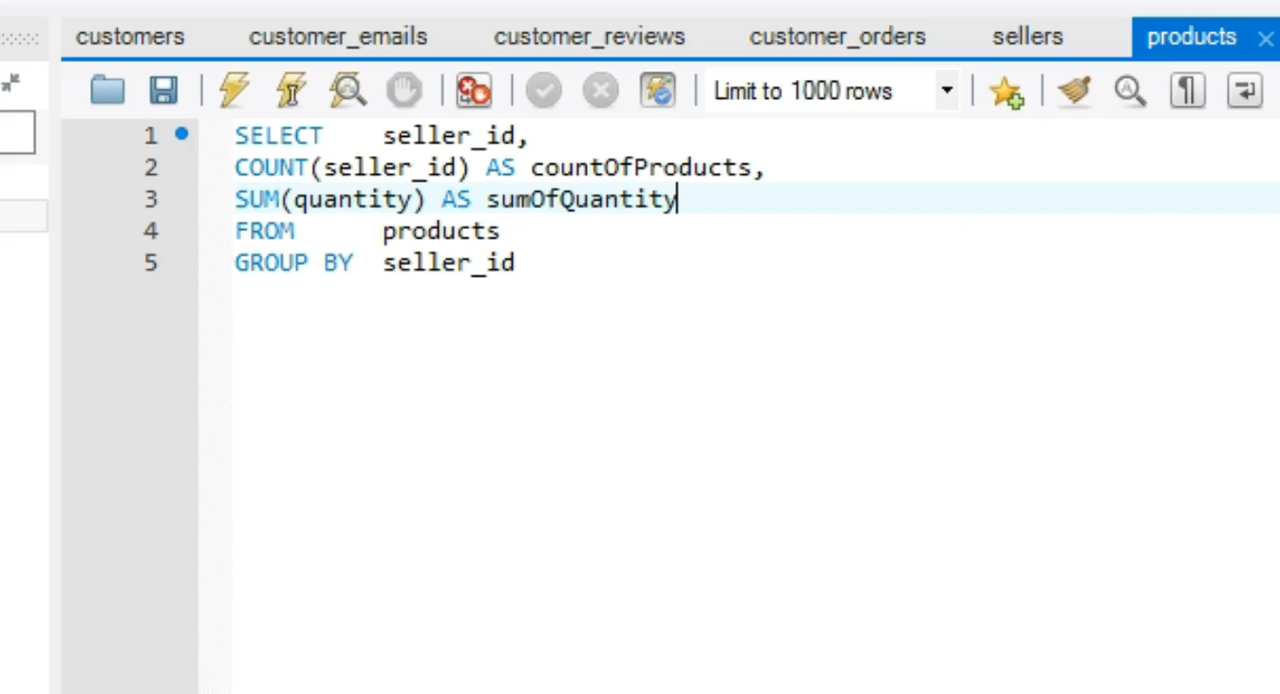 customers customer_emails customer_reviews customer_orders sellers products
Limit to 1000 rows
1 SELECT seller_id,
2 COUNT(seller_id) AS countOfProducts,
3 SUM(quantity) AS sumOfQuantity
4 FROM products
5 GROUP BY seller_id